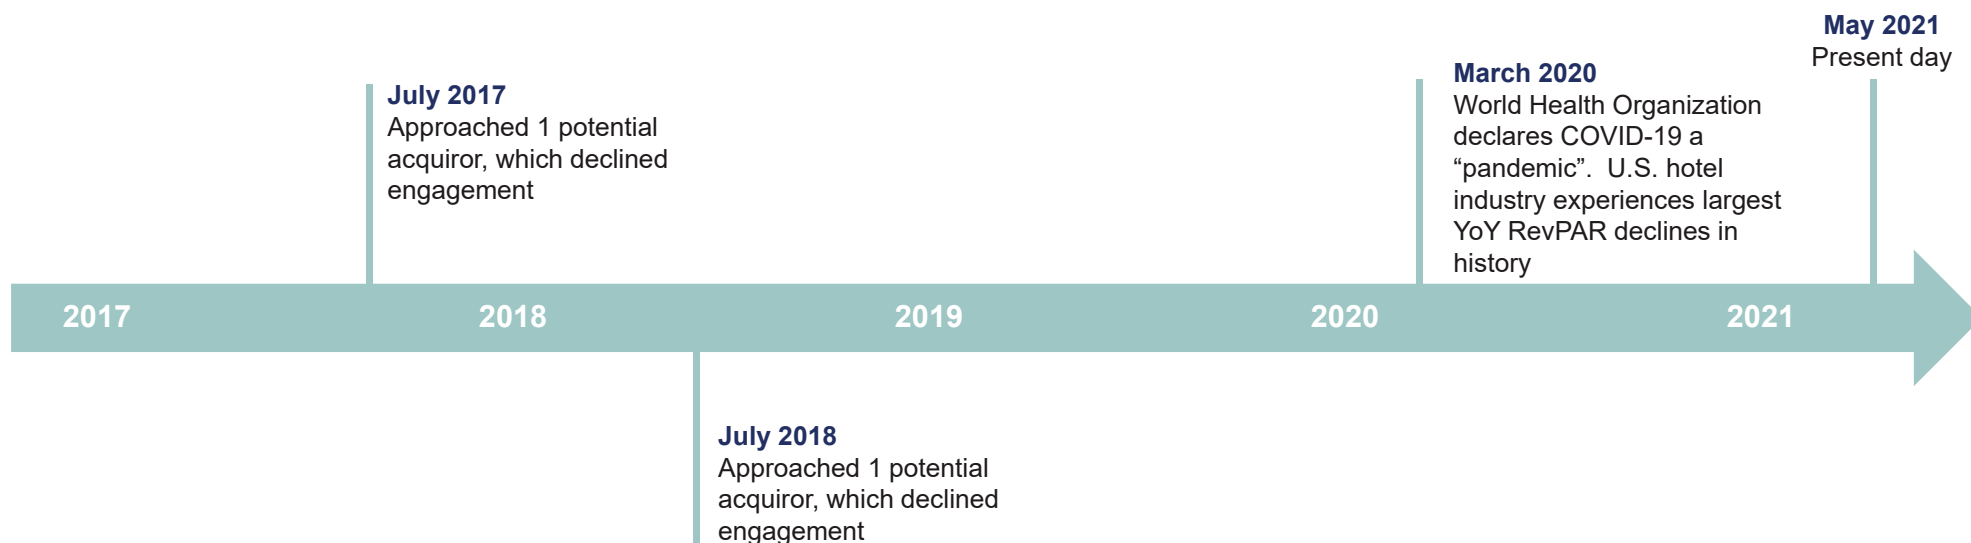 May 2021
Present day
March 2020
World Health Organization
declares COVID-19 a
“pandemic”.  U.S. hotel
industry experiences largest
YoY RevPAR declines in
history
July 2017
Approached 1 potential
acquiror, which declined
engagement
2017
2018
2019
2020
2021
July 2018
Approached 1 potential
acquiror, which declined
engagement